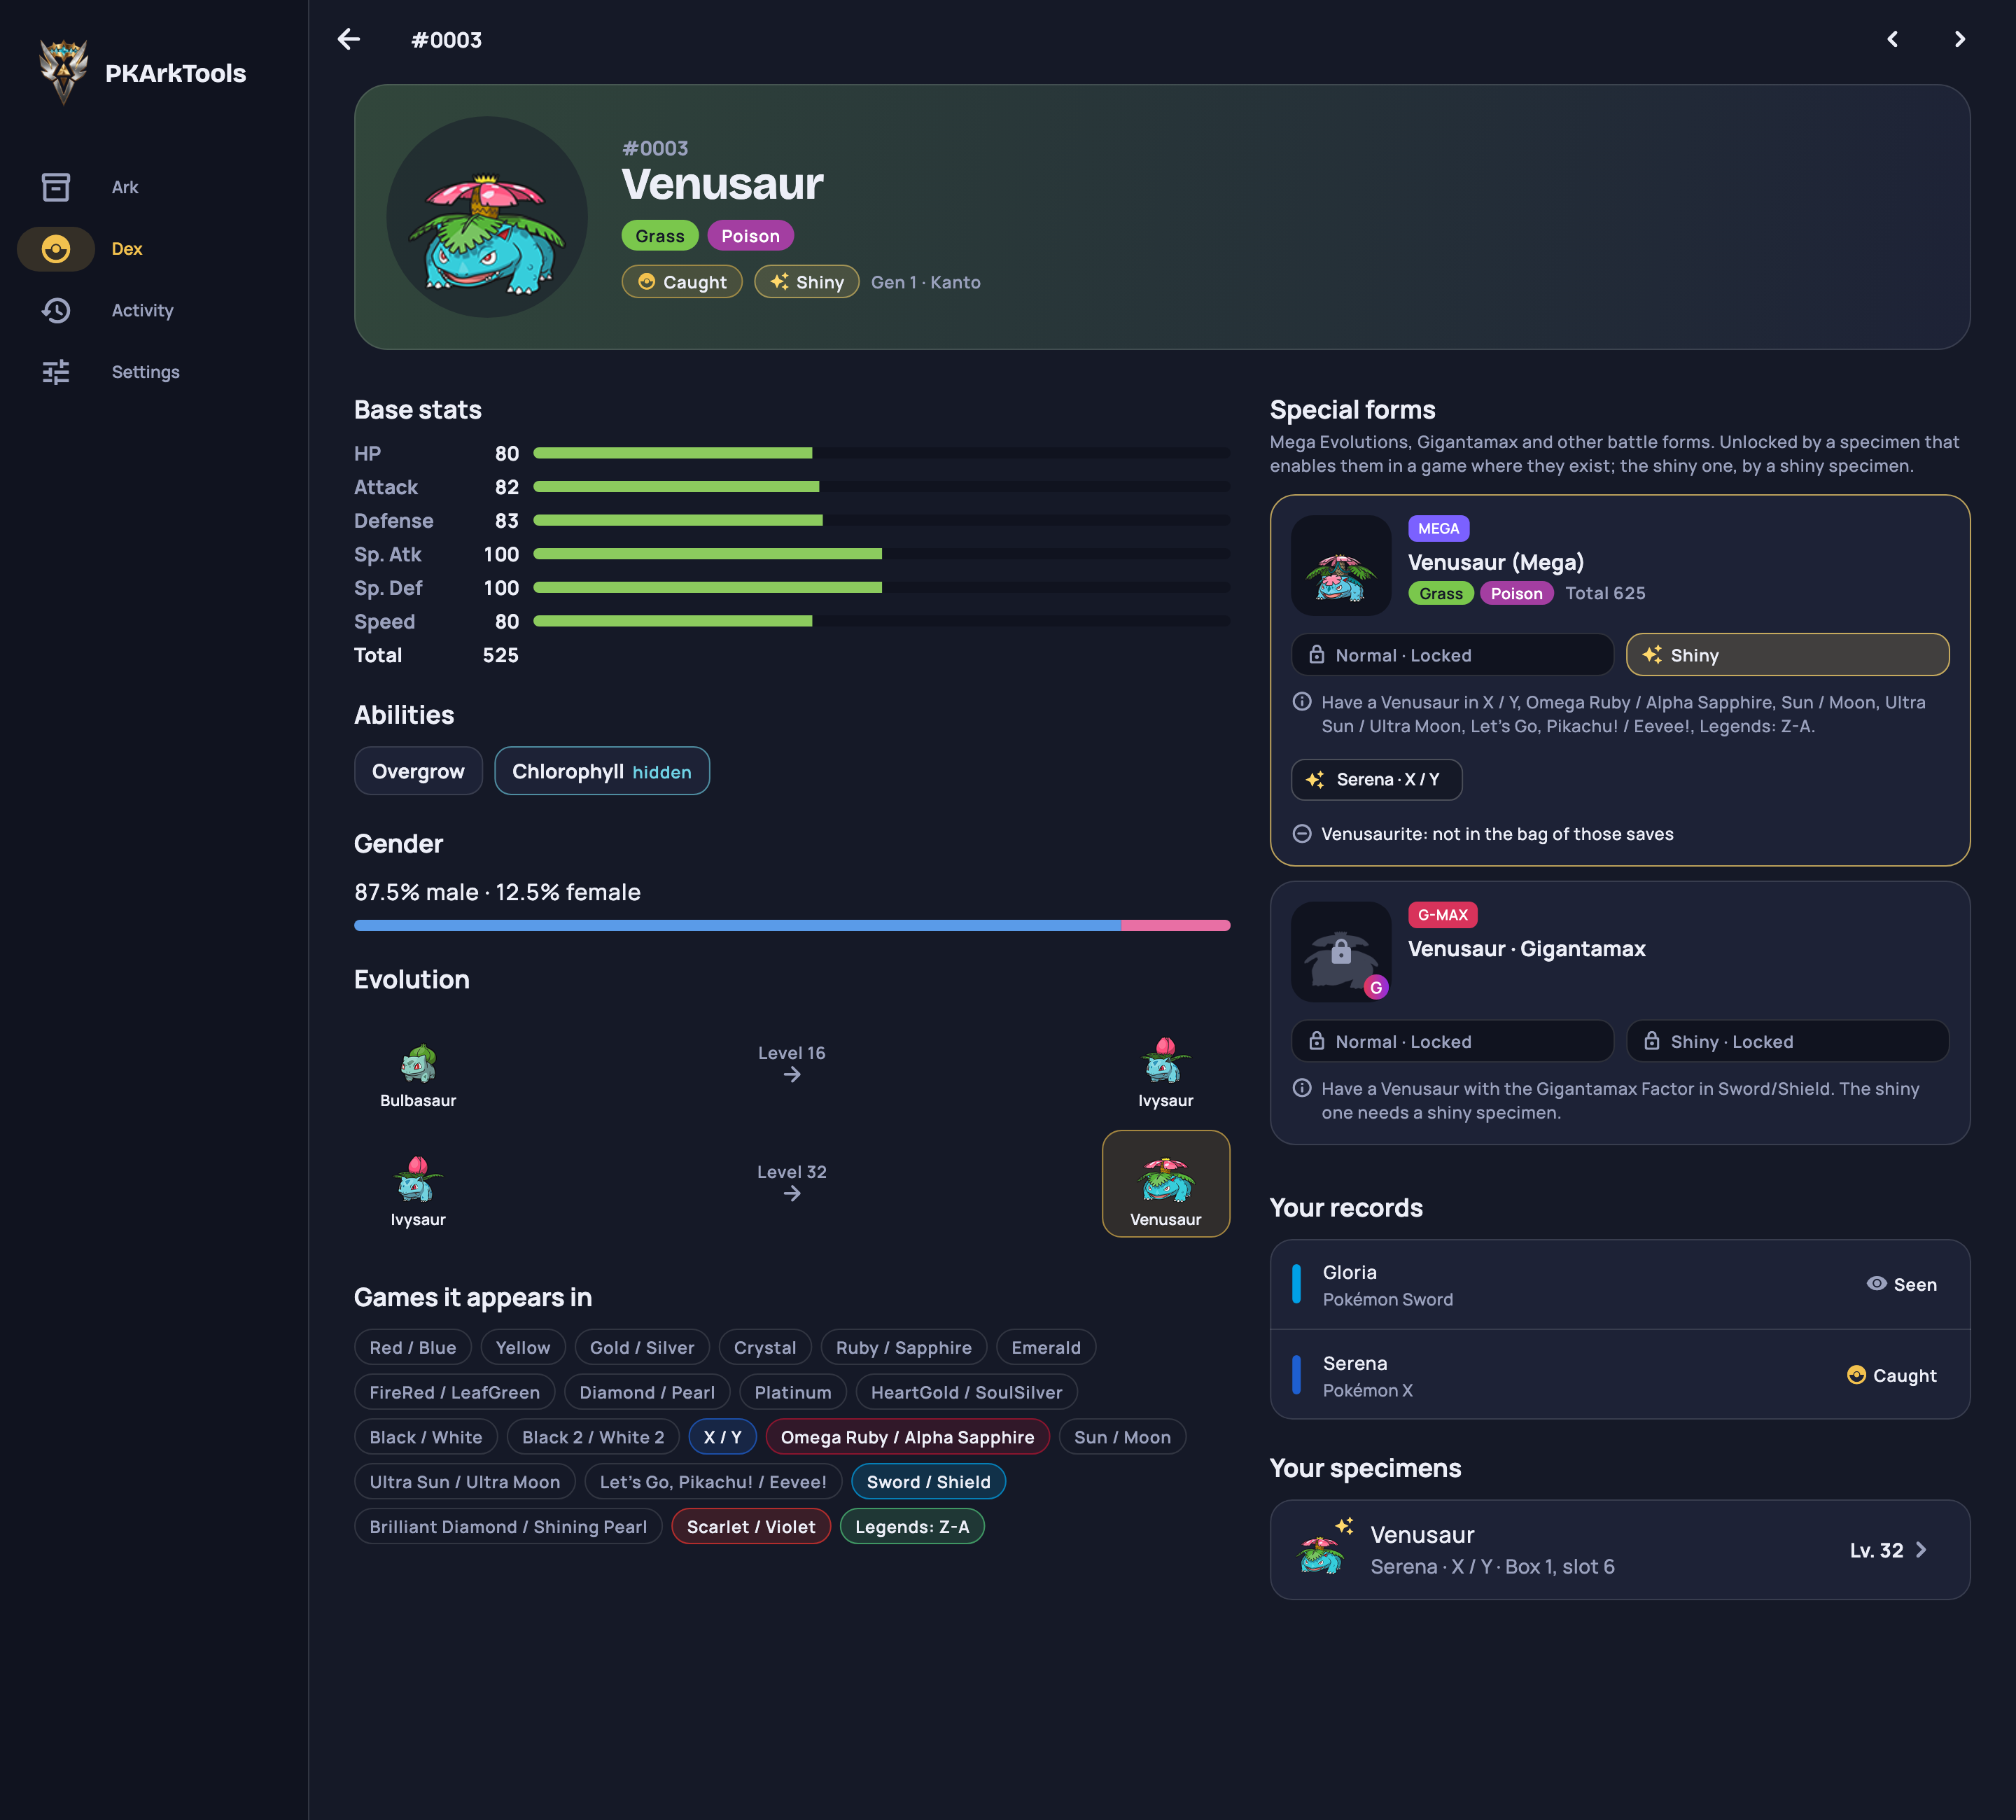 PKArkTools
Ark
Dex
Activity
Settings
#0003
#0003
Venusaur
Grass Poison
Caught Shiny Gen 1 · Kanto
Base stats
HP 80
Attack 82
Defense 83
Sp. Atk 100
Sp. Def 100
Speed 80
Total 525
Abilities
Overgrow Chlorophyll hidden
Gender
87.5% male · 12.5% female
Evolution
Level 16
Bulbasaur Ivysaur
Level 32
Ivysaur Venusaur
Games it appears in
Red / Blue Yellow Gold / Silver Crystal Ruby / Sapphire Emerald
FireRed / LeafGreen Diamond / Pearl Platinum HeartGold / SoulSilver
Black / White Black 2 / White 2 X / Y Omega Ruby / Alpha Sapphire Sun / Moon
Ultra Sun / Ultra Moon Let's Go, Pikachu! / Eevee! Sword / Shield
Brilliant Diamond / Shining Pearl Scarlet / Violet Legends: Z-A
Special forms
Mega Evolutions, Gigantamax and other battle forms. Unlocked by a specimen that
enables them in a game where they exist; the shiny one, by a shiny specimen.
MEGA
Venusaur (Mega)
Grass Poison Total 625
Normal · Locked Shiny
Have a Venusaur in X / Y, Omega Ruby / Alpha Sapphire, Sun / Moon, Ultra
Sun / Ultra Moon, Let's Go, Pikachu! / Eevee!, Legends: Z-A.
Serena · X / Y
Venusaurite: not in the bag of those saves
G-MAX
Venusaur · Gigantamax
G
Normal · Locked Shiny · Locked
Have a Venusaur with the Gigantamax Factor in Sword/Shield. The shiny
one needs a shiny specimen.
Your records
Gloria
Pokémon Sword
Seen
Serena
Pokémon X
Caught
Your specimens
Venusaur
Serena · X / Y · Box 1, slot 6
Lv. 32